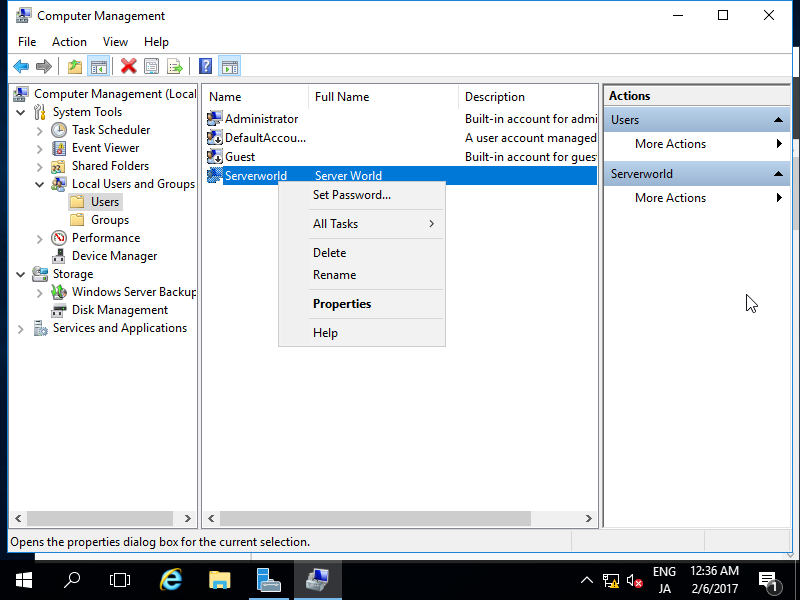 Computer Management
File Action View Help
Computer Management (Local
System Tools
Task Scheduler
Event Viewer
Shared Folders
Local Users and Groups
Users
Groups
Performance
Device Manager
Storage
Windows Server Backup
Disk Management
Services and Applications
Name Full Name Description
Administrator Built-in account for admi
DefaultAccou... A user account managed
Guest Built-in account for gues
Serverworld Server World
Set Password...
All Tasks
Delete
Rename
Properties
Help
Actions
Users
More Actions
Serverworld
More Actions
Opens the properties dialog box for the current selection.
ENG
JA
12:36 AM
2/6/2017
1